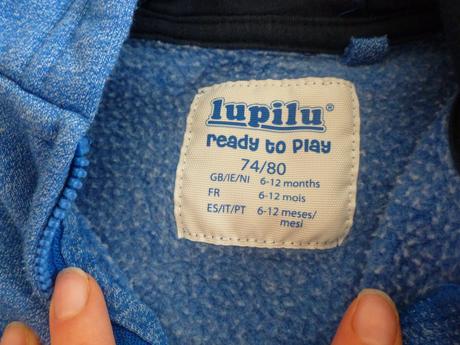 lupilu®
ready to play
74/80
GB/IE/NI 6-12 months
FR 6-12 mois
ES/IT/PT 6-12 meses/
mesi